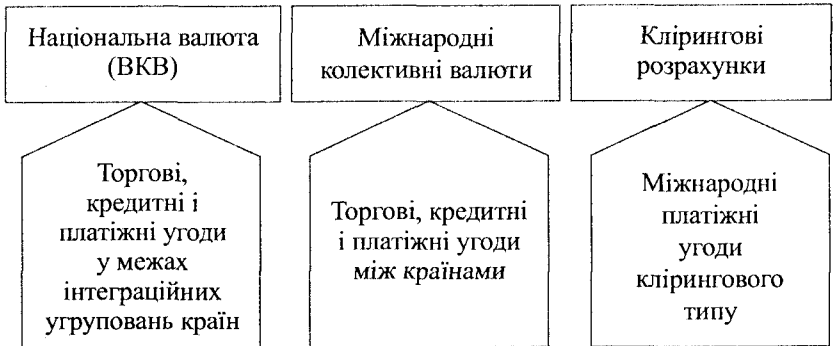 Національна валюта
(ВКВ)
Міжнародні
колективні валюти
Клірингові
розрахунки
Торгові,
кредитні і
платіжні угоди
у межах
інтеграційних
угруповань країн
Торгові, кредитні
і платіжні угоди
між країнами
Міжнародні
платіжні
угоди
клірингового
типу